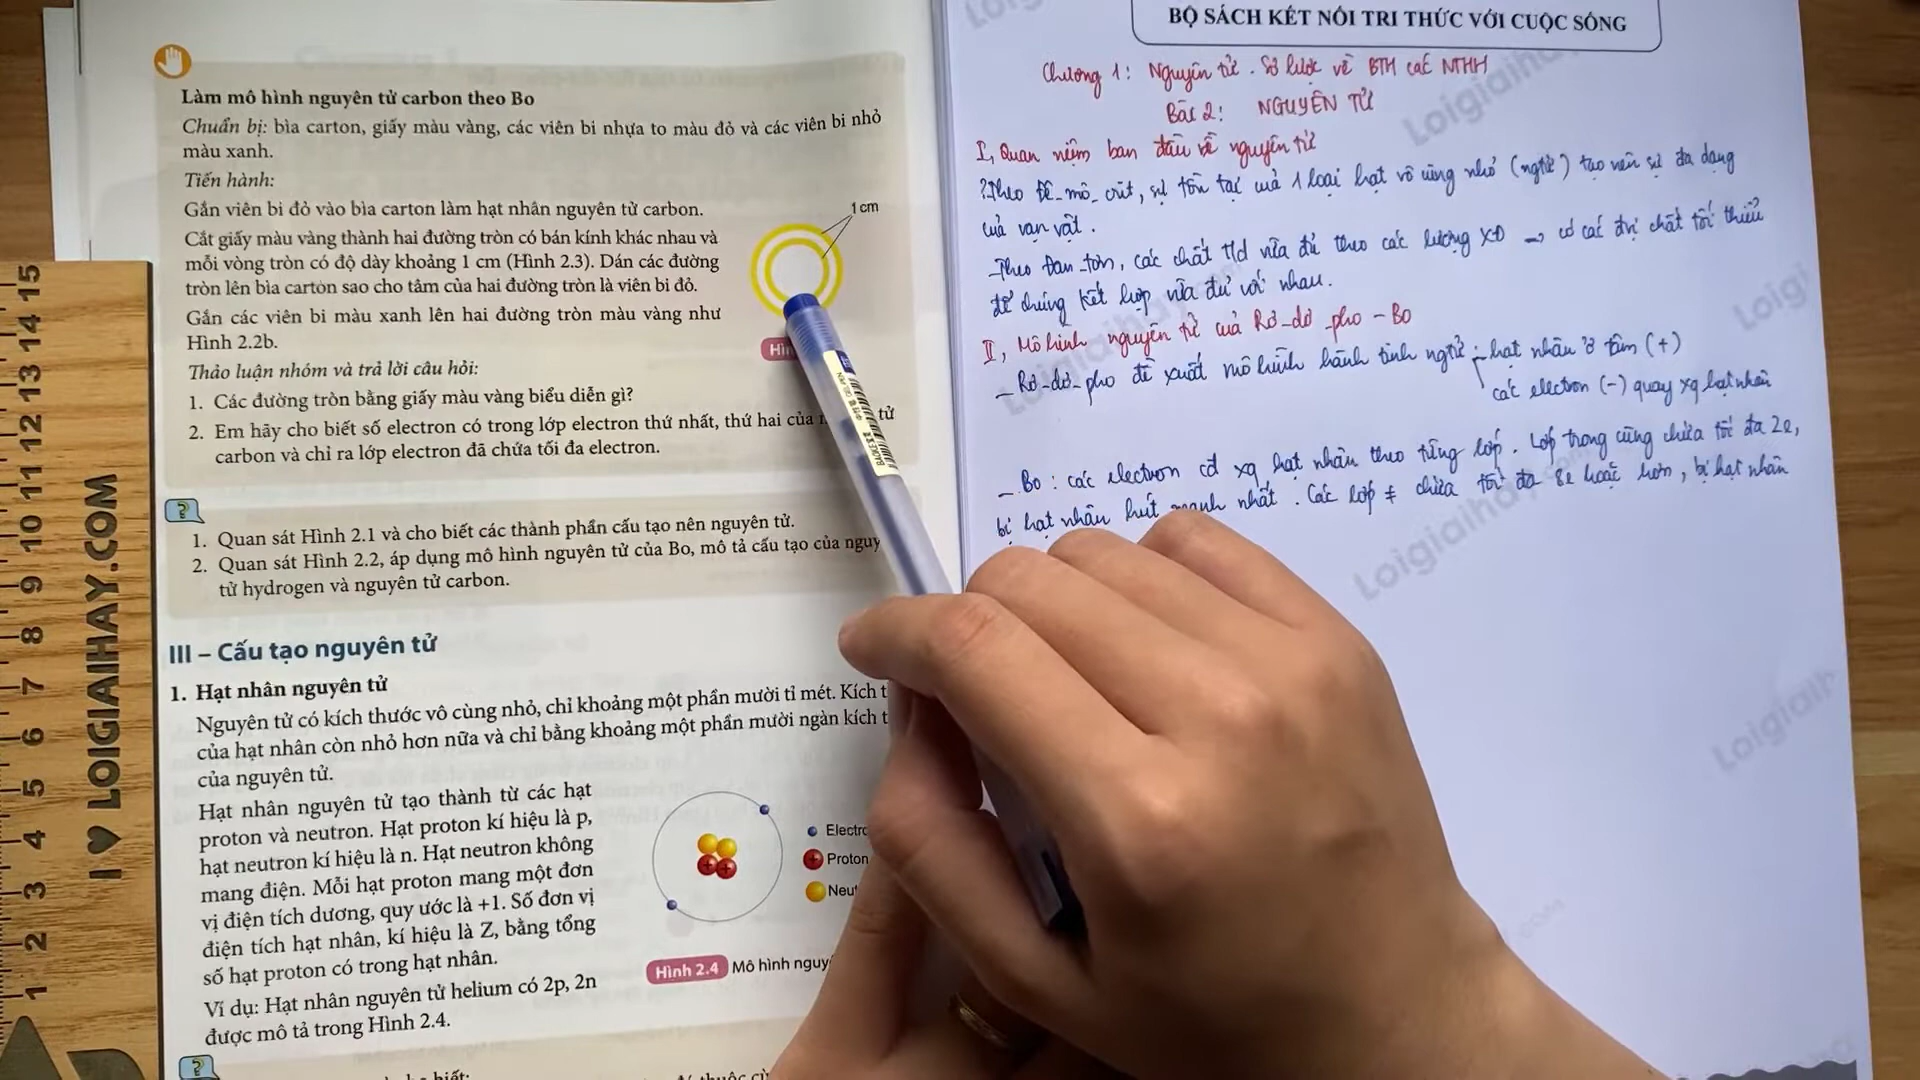 Làm mô hình nguyên tử carbon theo Bo
Chuẩn bị: bìa carton, giấy màu vàng, các viên bi nhựa to màu đỏ và các viên bi nhỏ
màu xanh.
Tiến hành:
Gắn viên bi đỏ vào bìa carton làm hạt nhân nguyên tử carbon.
Cắt giấy màu vàng thành hai đường tròn có bán kính khác nhau và
mỗi vòng tròn có độ dày khoảng 1 cm (Hình 2.3). Dán các đường
tròn lên bìa carton sao cho tâm của hai đường tròn là viên bi đỏ.
Gắn các viên bi màu xanh lên hai đường tròn màu vàng như
Hình 2.2b.
1 cm
Thảo luận nhóm và trả lời câu hỏi:
1. Các đường tròn bằng giấy màu vàng biểu diễn gì?
2. Em hãy cho biết số electron có trong lớp electron thứ nhất, thứ hai của tử
carbon và chỉ ra lớp electron đã chứa tối đa electron.
?
1. Quan sát Hình 2.1 và cho biết các thành phần cấu tạo nên nguyên tử.
2. Quan sát Hình 2.2, áp dụng mô hình nguyên tử của Bo, mô tả cấu tạo của nguy
tử hydrogen và nguyên tử carbon.
III – Cấu tạo nguyên tử
1. Hạt nhân nguyên tử
Nguyên tử có kích thước vô cùng nhỏ, chỉ khoảng một phần mười tỉ mét. Kích t
của hạt nhân còn nhỏ hơn nữa và chỉ bằng khoảng một phần mười ngàn kích t
của nguyên tử.
Hạt nhân nguyên tử tạo thành từ các hạt
proton và neutron. Hạt proton kí hiệu là p,
hạt neutron kí hiệu là n. Hạt neutron không
mang điện. Mỗi hạt proton mang một đơn
vị điện tích dương, quy ước là +1. Số đơn vị
điện tích hạt nhân, kí hiệu là Z, bằng tổng
số hạt proton có trong hạt nhân.
Ví dụ: Hạt nhân nguyên tử helium có 2p, 2n
được mô tả trong Hình 2.4.
Electro
Proton
Neu
Hình 2.4 Mô hình nguy
?
I ♥ LOIGIAIHAY.COM
1 2 3 4 5 6 7 8 9 10 11 12 13 14 15
BỘ SÁCH KẾT NỐI TRI THỨC VỚI CUỘC SỐNG
Chương 1: Nguyên tử. Sơ lược về BTH các NTHH
Bài 2: NGUYÊN TỬ
I, Quan niệm ban đầu về nguyên tử
? Theo Đê-mô-crit, sự tồn tại của 1 loại hạt vô cùng nhỏ (ngtử) tạo nên sự đa dạng
của vạn vật.
- Theo Đan-tơn, các chất t/d vừa đủ theo các lượng XĐ → có các đvị chất tối thiểu
để chúng kết hợp vừa đủ với nhau.
II, Mô hình nguyên tử của Rơ-dơ-pho - Bo
- Rơ-dơ-pho đề xuất mô hình hành tinh ngtử: hạt nhân ở tâm (+)
các electron (-) quay xq hạt nhân
- Bo: các electron cđ xq hạt nhân theo từng lớp. Lớp trong cùng chứa tối đa 2e,
bị hạt nhân hút mạnh nhất. Các lớp ≠ chứa tối đa 8e hoặc hơn, bị hạt nhân